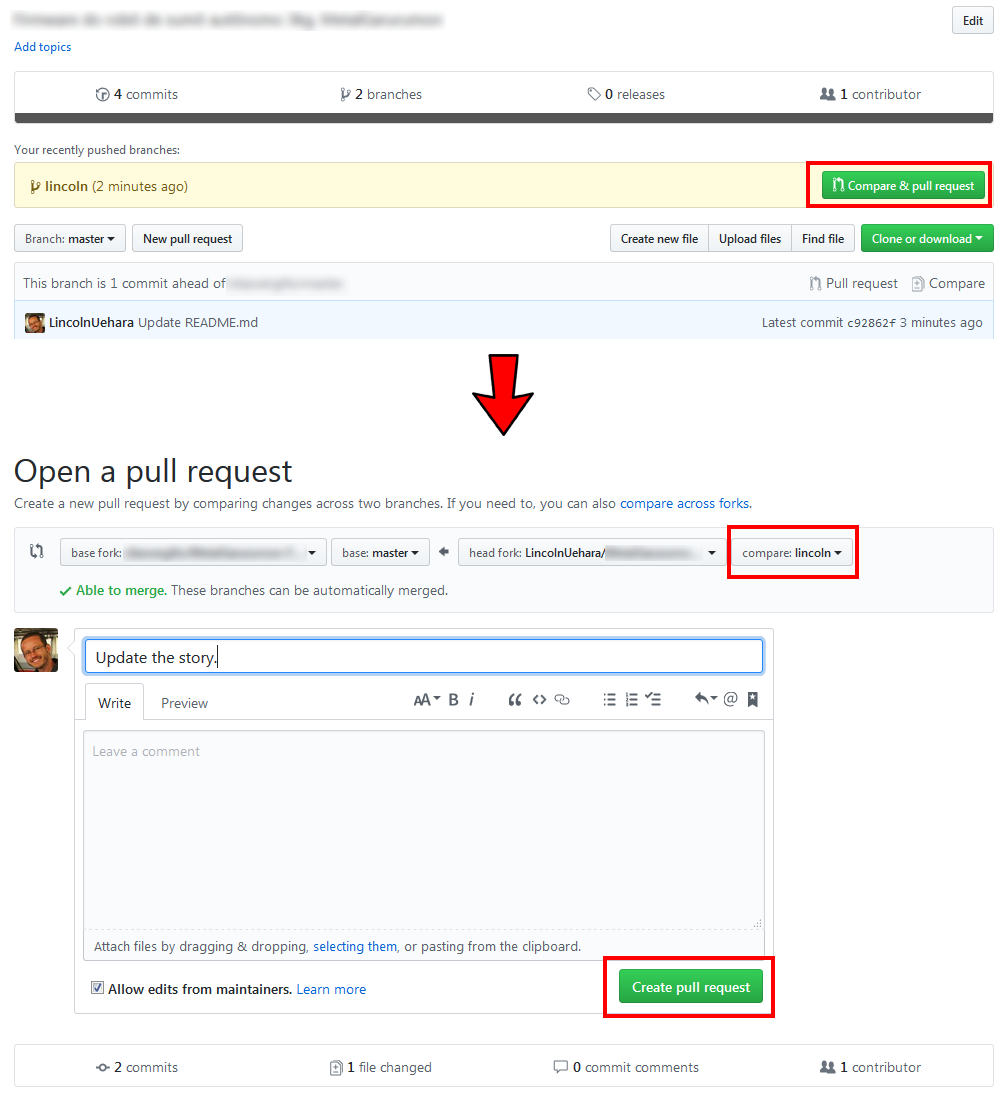 Edit
Add topics
4 commits 2 branches 0 releases 1 contributor
Your recently pushed branches:
lincoln (2 minutes ago) Compare & pull request
Branch: master New pull request Create new file Upload files Find file Clone or download
This branch is 1 commit ahead of Pull request Compare
LincolnUehara Update README.md Latest commit c92862f 3 minutes ago
Open a pull request
Create a new pull request by comparing changes across two branches. If you need to, you can also compare across forks.
base fork: base: master head fork: LincolnUehara/ ... compare: lincoln
Able to merge. These branches can be automatically merged.
Update the story.
Write Preview AA B i @
Leave a comment
Attach files by dragging & dropping, selecting them, or pasting from the clipboard.
Allow edits from maintainers. Learn more Create pull request
2 commits 1 file changed 0 commit comments 1 contributor